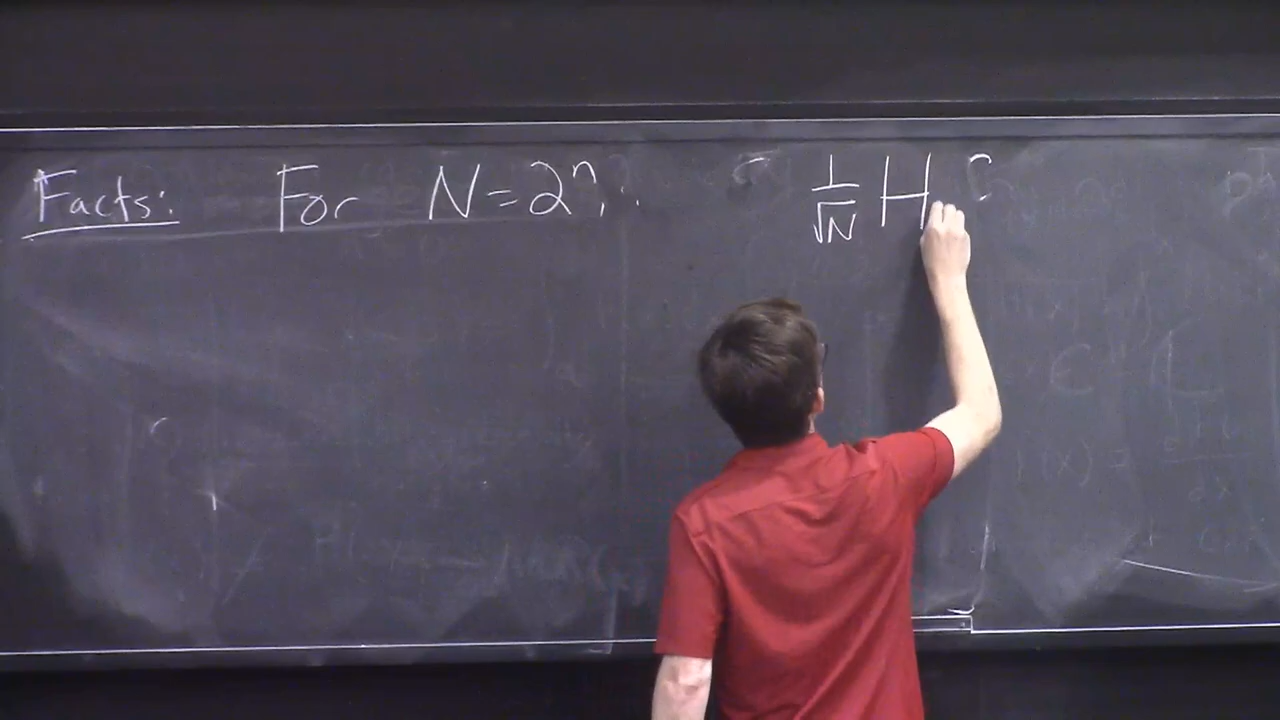 Facts: For N=2ⁿ, 1/√N H